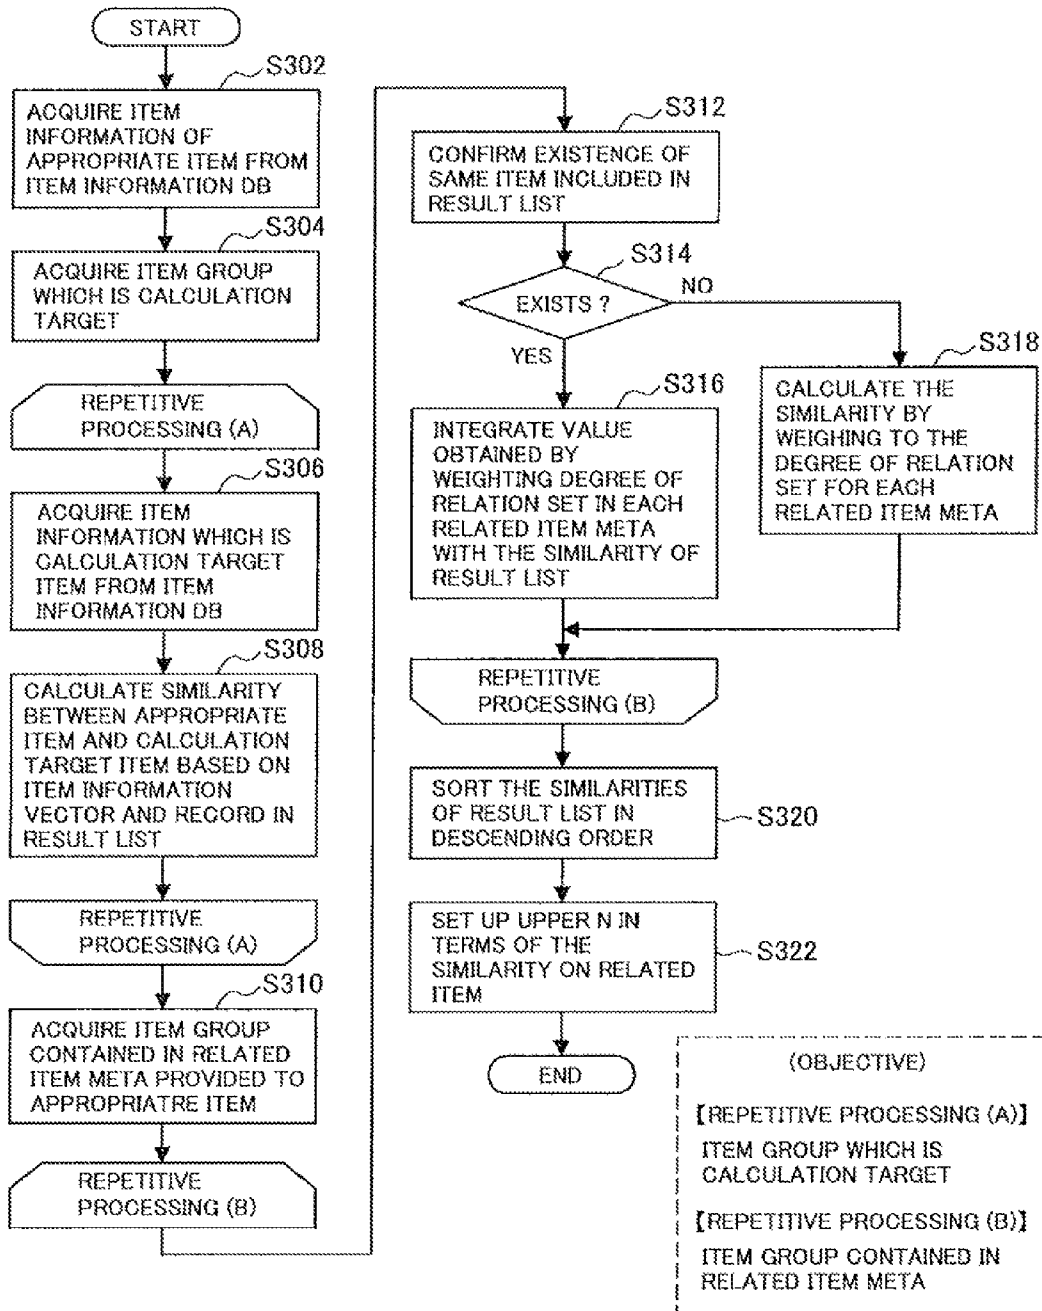 START
S302
ACQUIRE ITEM
INFORMATION OF
APPROPRIATE ITEM FROM
ITEM INFORMATION DB
S304
ACQUIRE ITEM GROUP
WHICH IS CALCULATION
TARGET
REPETITIVE
PROCESSING (A)
S306
ACQUIRE ITEM
INFORMATION WHICH IS
CALCULATION TARGET
ITEM FROM ITEM
INFORMATION DB
S308
CALCULATE SIMILARITY
BETWEEN APPROPRIATE
ITEM AND CALCULATION
TARGET ITEM BASED ON
ITEM INFORMATION
VECTOR AND RECORD IN
RESULT LIST
REPETITIVE
PROCESSING (A)
S310
ACQUIRE ITEM GROUP
CONTAINED IN RELATED
ITEM META PROVIDED TO
APPROPRIATRE ITEM
REPETITIVE
PROCESSING (B)
S312
CONFIRM EXISTENCE OF
SAME ITEM INCLUDED IN
RESULT LIST
S314
EXISTS ?
NO
YES
S316
INTEGRATE VALUE
OBTAINED BY
WEIGHTING DEGREE OF
RELATION SET IN EACH
RELATED ITEM META
WITH THE SIMILARITY OF
RESULT LIST
S318
CALCULATE THE
SIMILARITY BY
WEIGHING TO THE
DEGREE OF RELATION
SET FOR EACH
RELATED ITEM META
REPETITIVE
PROCESSING (B)
SORT THE SIMILARITIES
OF RESULT LIST IN
DESCENDING ORDER
S320
SET UP UPPER N IN
TERMS OF THE
SIMILARITY ON RELATED
ITEM
S322
END
(OBJECTIVE)
【REPETITIVE PROCESSING (A)】
ITEM GROUP WHICH IS
CALCULATION TARGET
【REPETITIVE PROCESSING (B)】
ITEM GROUP CONTAINED IN
RELATED ITEM META